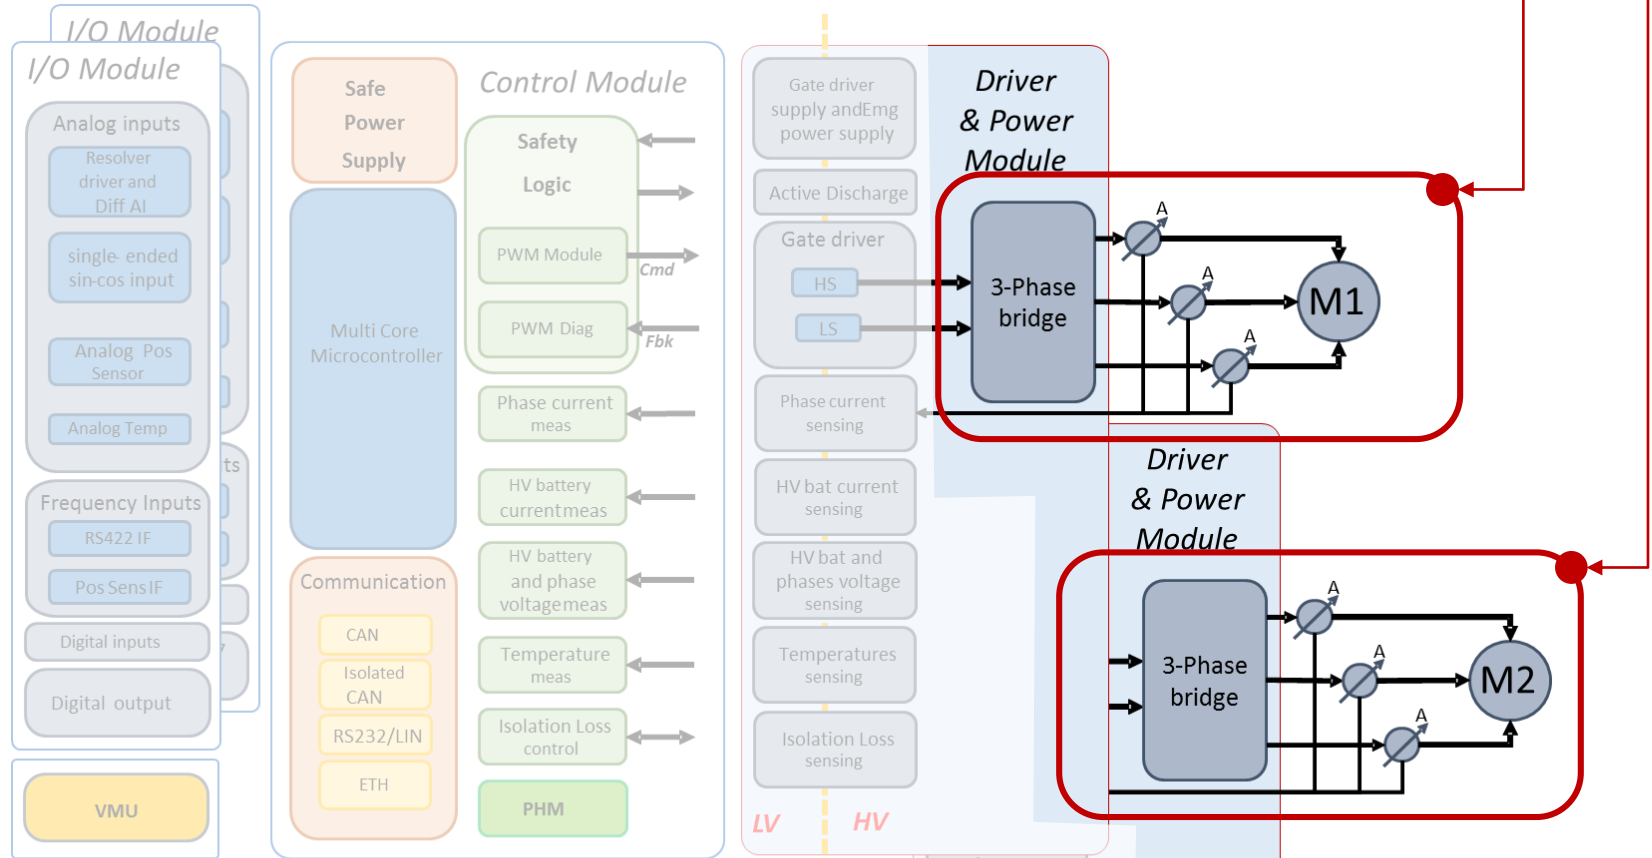 I/O Module
I/O Module
Analog inputs
Resolver
driver and
Diff AI
single- ended
sin-cos input
Analog Pos
Sensor
Analog Temp
ts
Frequency Inputs
RS422 IF
Pos Sens IF
Digital inputs
Digital output
VMU
Safe
Power
Supply
Control Module
Safety
Logic
PWM Module
Cmd
PWM Diag
Fbk
Multi Core
Microcontroller
Phase current
meas
HV battery
currentmeas
HV battery
and phase
voltagemeas
Temperature
meas
Isolation Loss
control
PHM
Communication
CAN
Isolated
CAN
RS232/LIN
ETH
Gate driver
supply andEmg
power supply
Active Discharge
Gate driver
HS
LS
Phase current
sensing
HV bat current
sensing
HV bat and
phases voltage
sensing
Temperatures
sensing
Isolation Loss
sensing
LV
HV
Driver
& Power
Module
3-Phase
bridge
A
A
A
M1
Driver
& Power
Module
3-Phase
bridge
A
A
A
M2